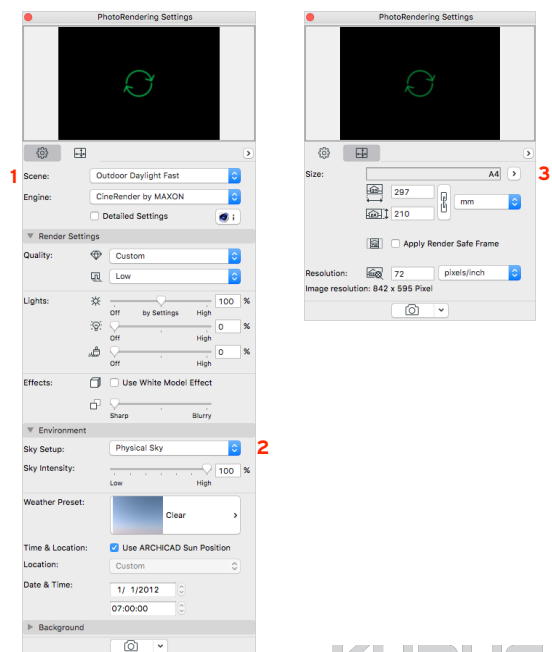 PhotoRendering Settings
1
Scene: Outdoor Daylight Fast
Engine: CineRender by MAXON
Detailed Settings
Render Settings
Quality: Custom
Low
Lights: 100 %
Off by Settings High
0 %
Off High
0 %
Off High
Effects: Use White Model Effect
Sharp Blurry
Environment
Sky Setup: Physical Sky
2
Sky Intensity: 100 %
Low High
Weather Preset: Clear
Time & Location: Use ARCHICAD Sun Position
Location: Custom
Date & Time: 1/ 1/2012
07:00:00
Background
PhotoRendering Settings
Size: A4
3
297
mm
210
Apply Render Safe Frame
Resolution: 72 pixels/inch
Image resolution: 842 x 595 Pixel